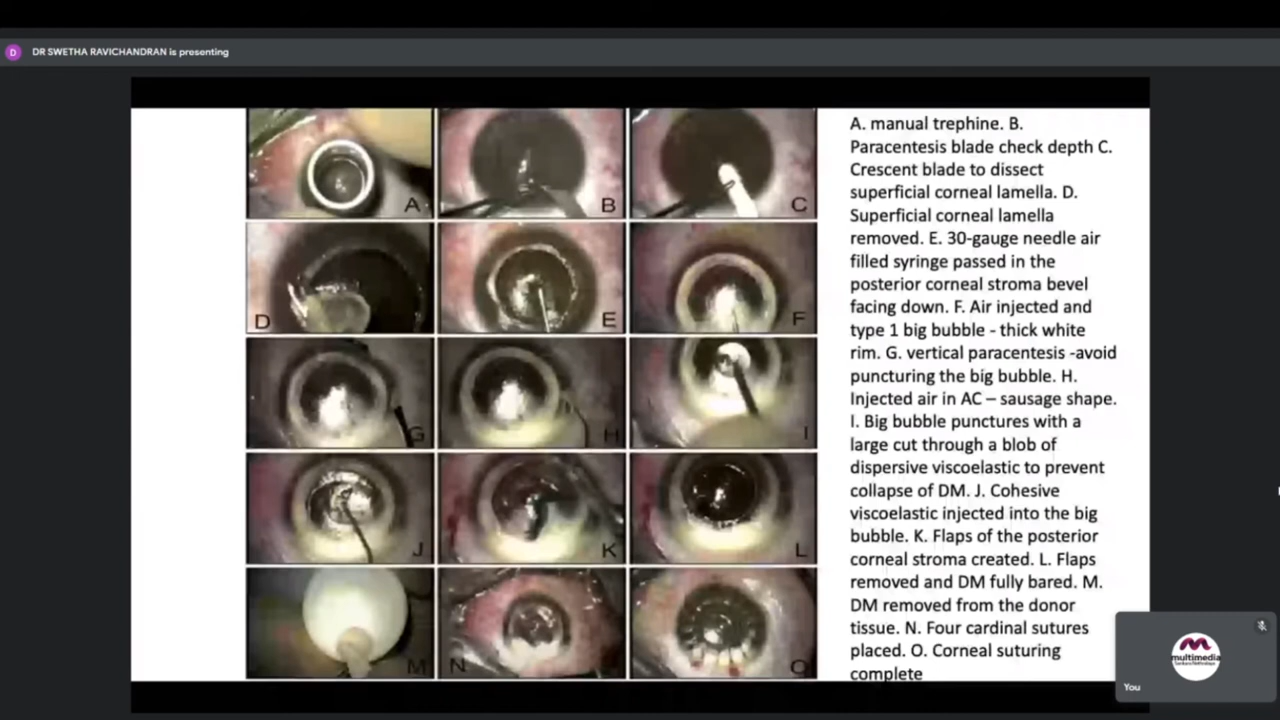 D
DR SWETHA RAVICHANDRAN is presenting
A
B
C
D
E
F
G
H
I
J
K
L
M
N
O
A. manual trephine. B.
Paracentesis blade check depth C.
Crescent blade to dissect
superficial corneal lamella. D.
Superficial corneal lamella
removed. E. 30-gauge needle air
filled syringe passed in the
posterior corneal stroma bevel
facing down. F. Air injected and
type 1 big bubble - thick white
rim. G. vertical paracentesis -avoid
puncturing the big bubble. H.
Injected air in AC – sausage shape.
I. Big bubble punctures with a
large cut through a blob of
dispersive viscoelastic to prevent
collapse of DM. J. Cohesive
viscoelastic injected into the big
bubble. K. Flaps of the posterior
corneal stroma created. L. Flaps
removed and DM fully bared. M.
DM removed from the donor
tissue. N. Four cardinal sutures
placed. O. Corneal suturing
complete
multimedia
You